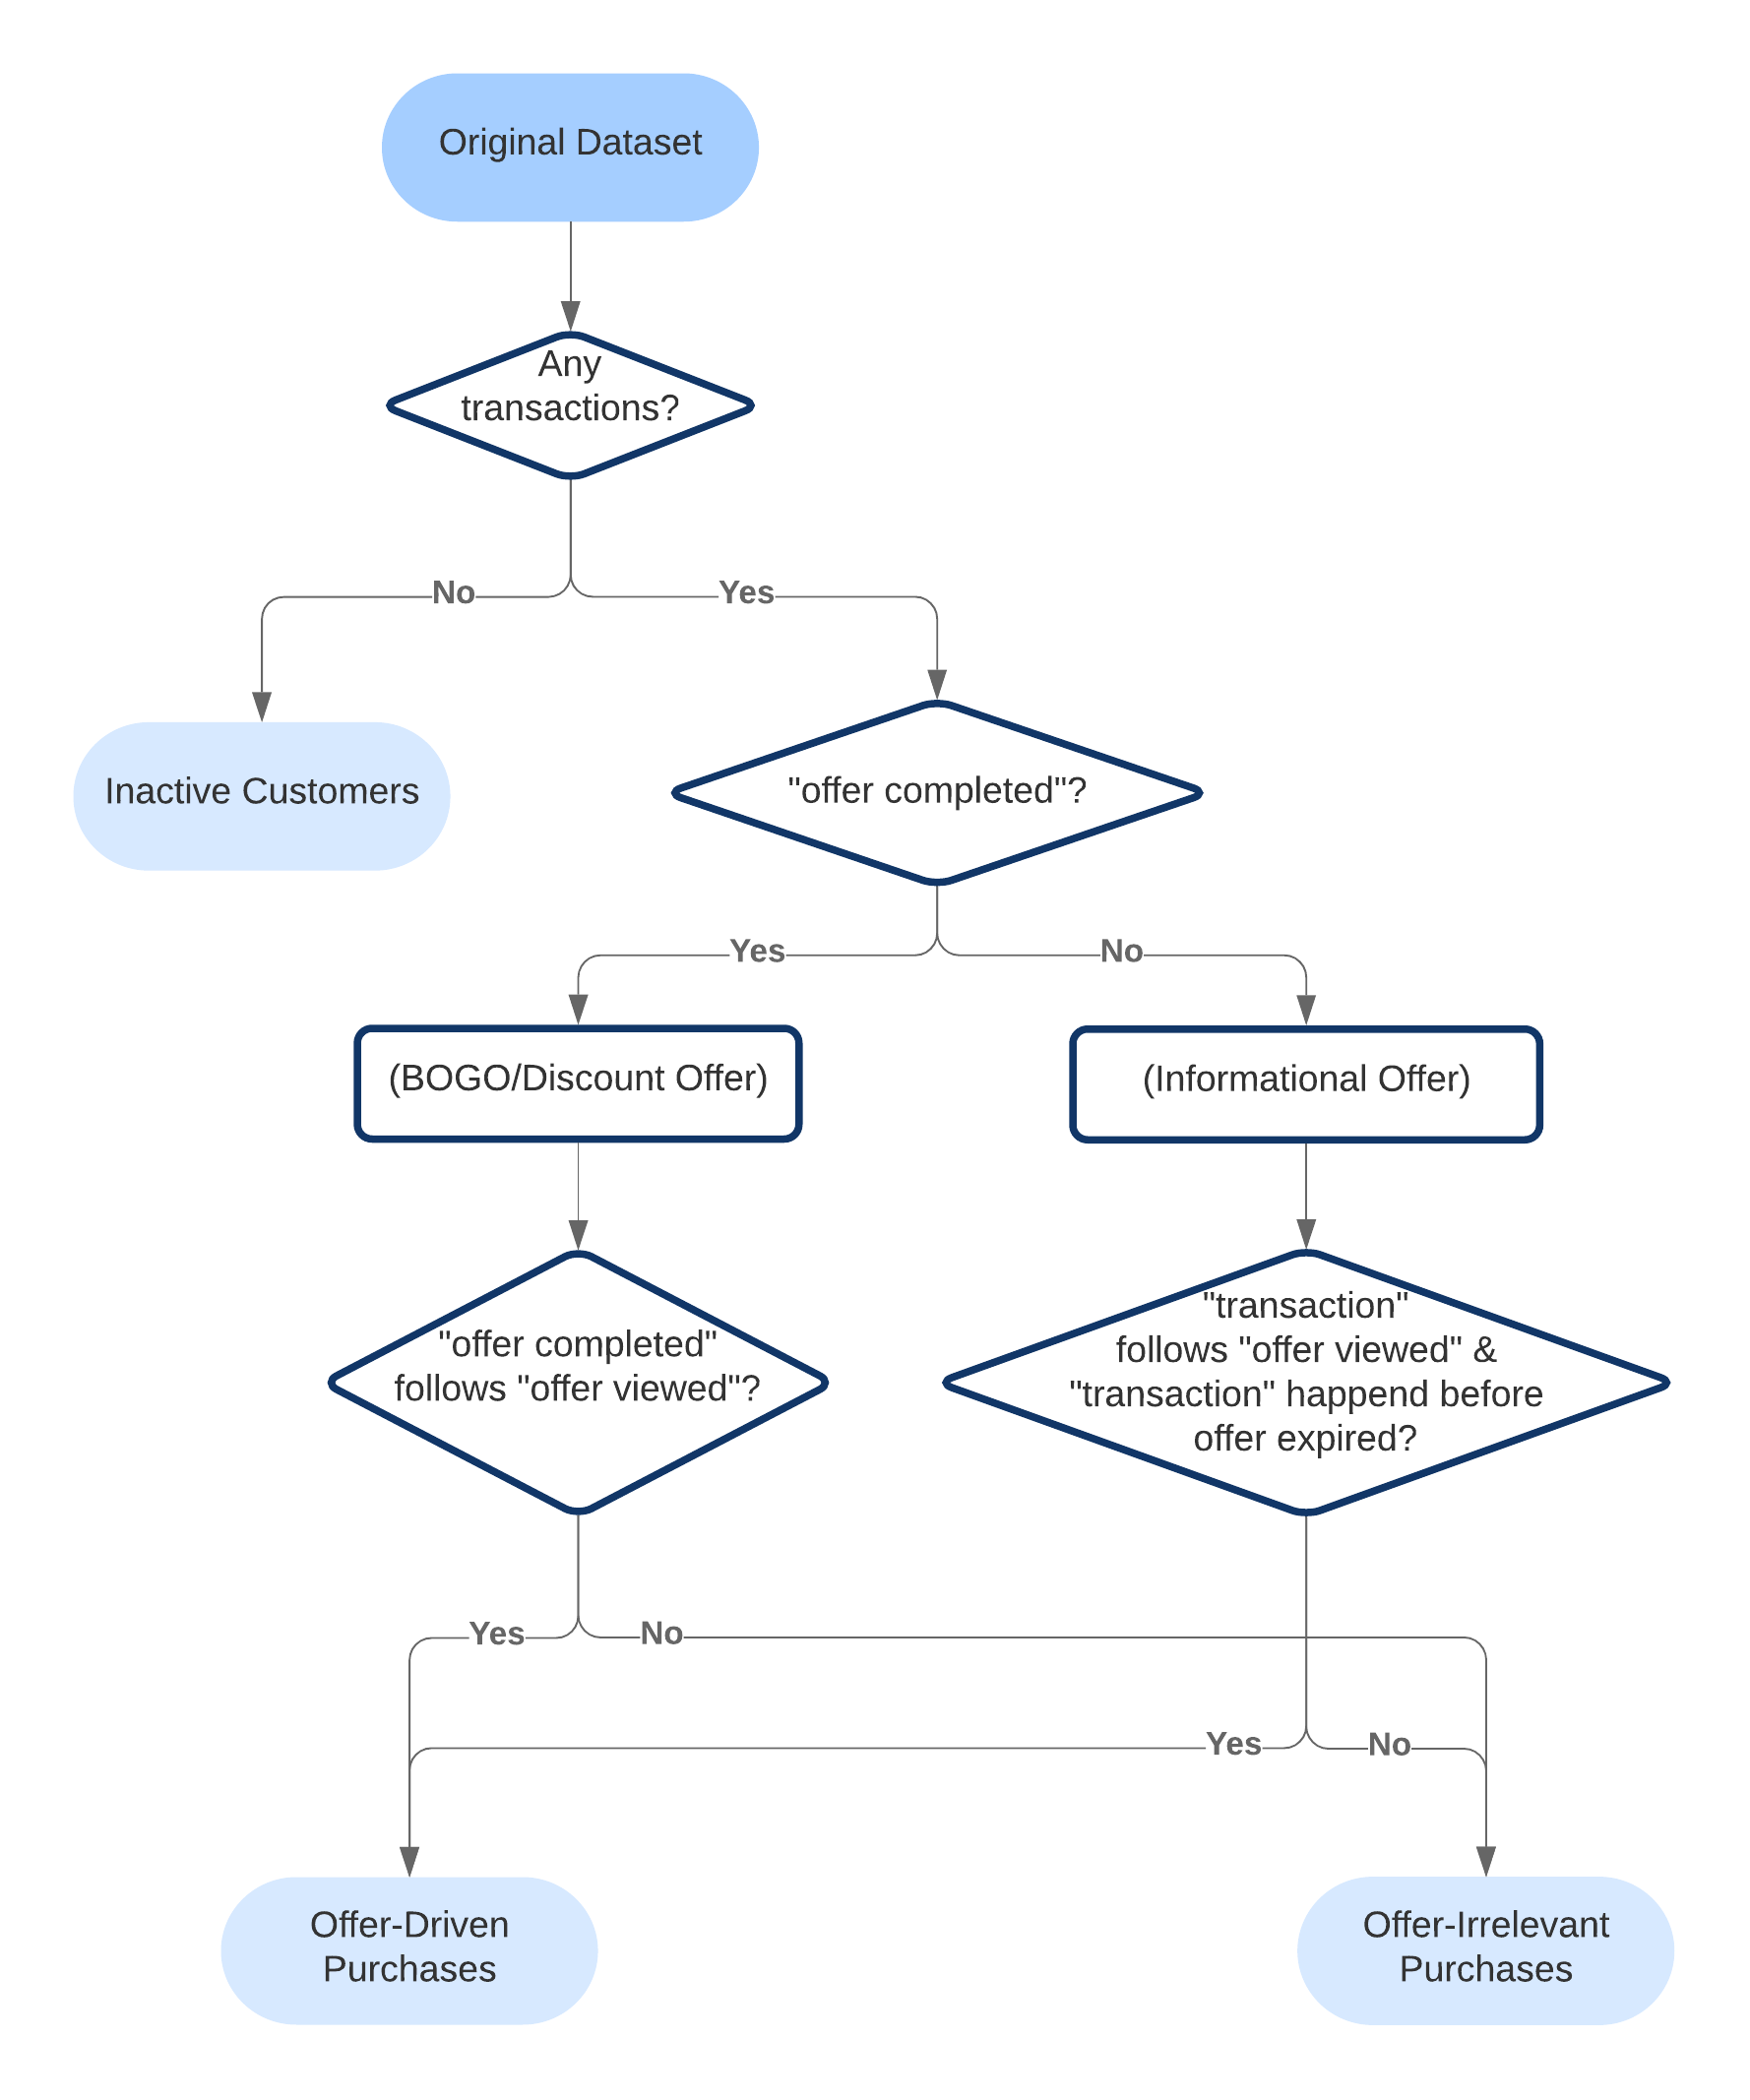 Original Dataset
Any
transactions?
No
Yes
Inactive Customers
"offer completed"?
Yes
No
(BOGO/Discount Offer)
(Informational Offer)
"offer completed"
follows "offer viewed"?
"transaction"
follows "offer viewed" &
"transaction" happend before
offer expired?
Yes
No
Yes
No
Offer-Driven
Purchases
Offer-Irrelevant
Purchases